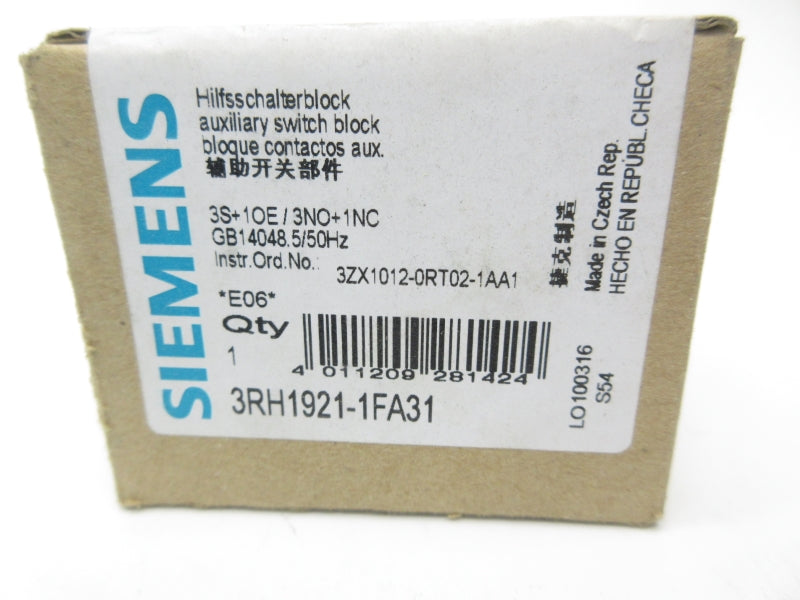 SIEMENS
Hilfsschalterblock
auxiliary switch block
bloque contactos aux.
辅助开关部件
3S+1OE / 3NO+1NC
GB14048.5/50Hz
Instr.Ord.No.: 3ZX1012-0RT02-1AA1
*E06*
Qty
1
4 011209 281424
3RH1921-1FA31
捷克制造
Made in Czech Rep.
HECHO EN REPÚBL.CHECA
LO100316
S54